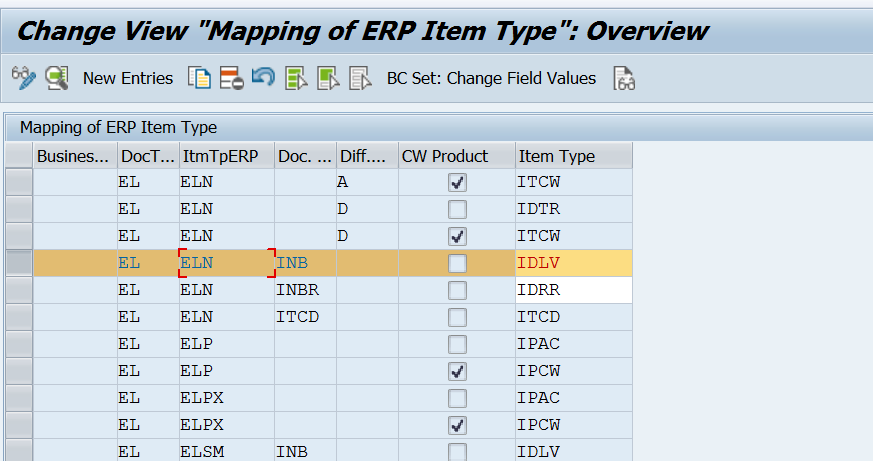 Change View "Mapping of ERP Item Type": Overview
New Entries BC Set: Change Field Values
Mapping of ERP Item Type
Busines... DocT... ItmTpERP Doc. ... Diff.... CW Product Item Type
EL ELN A ITCW
EL ELN D IDTR
EL ELN D ITCW
EL ELN INB IDLV
EL ELN INBR IDRR
EL ELN ITCD ITCD
EL ELP IPAC
EL ELP IPCW
EL ELPX IPAC
EL ELPX IPCW
EL ELSM INB IDLV